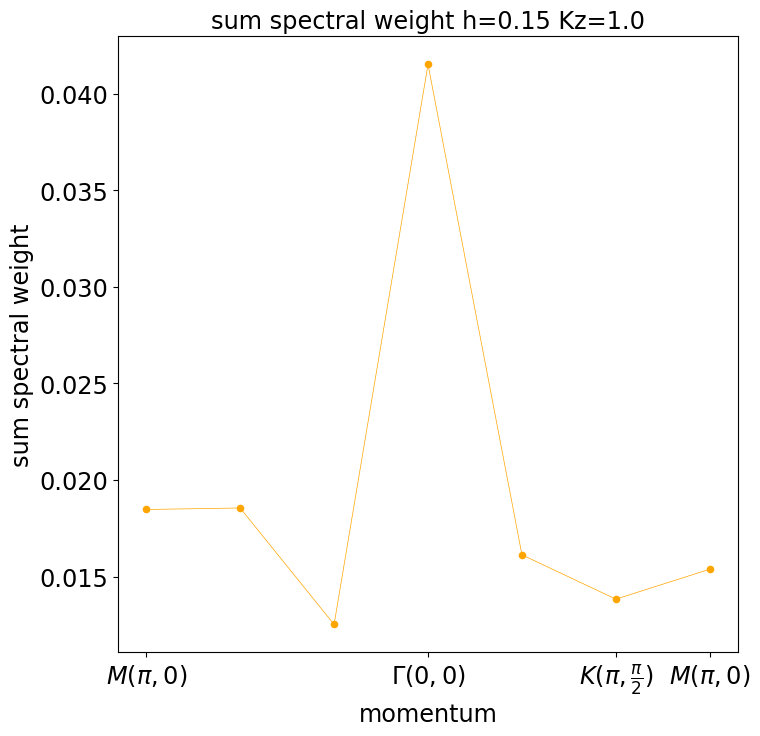 sum spectral weight h=0.15 Kz=1.0
sum spectral weight
0.040
0.035
0.030
0.025
0.020
0.015
M(π, 0)
Γ(0, 0)
K(π, π/2)
M(π, 0)
momentum